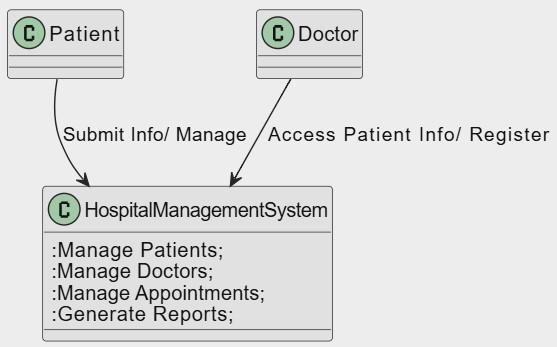 C Patient
C Doctor
Submit Info/ Manage
Access Patient Info/ Register
C HospitalManagementSystem
:Manage Patients;
:Manage Doctors;
:Manage Appointments;
:Generate Reports;